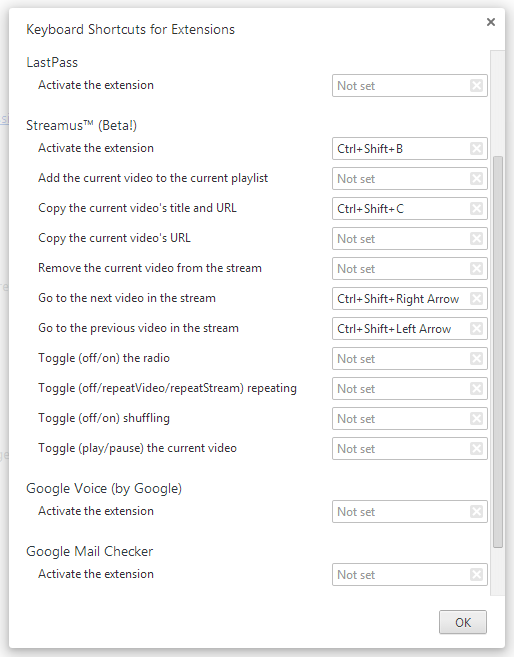 Keyboard Shortcuts for Extensions
LastPass
Activate the extension Not set
Streamus™ (Beta!)
Activate the extension Ctrl+Shift+B
Add the current video to the current playlist Not set
Copy the current video's title and URL Ctrl+Shift+C
Copy the current video's URL Not set
Remove the current video from the stream Not set
Go to the next video in the stream Ctrl+Shift+Right Arrow
Go to the previous video in the stream Ctrl+Shift+Left Arrow
Toggle (off/on) the radio Not set
Toggle (off/repeatVideo/repeatStream) repeating Not set
Toggle (off/on) shuffling Not set
Toggle (play/pause) the current video Not set
Google Voice (by Google)
Activate the extension Not set
Google Mail Checker
Activate the extension Not set
OK